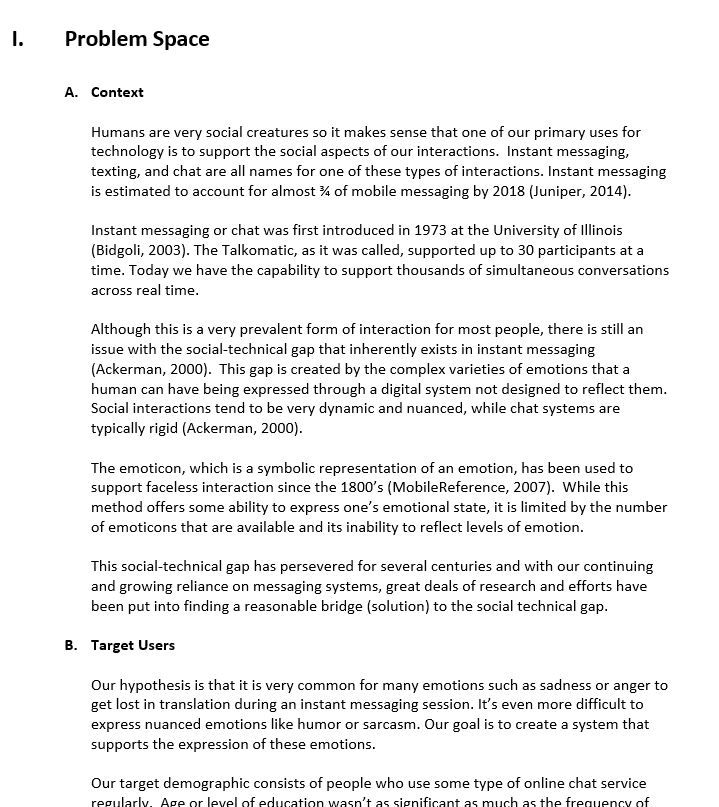 I. Problem Space
A. Context
Humans are very social creatures so it makes sense that one of our primary uses for
technology is to support the social aspects of our interactions.  Instant messaging,
texting, and chat are all names for one of these types of interactions. Instant messaging
is estimated to account for almost ¾ of mobile messaging by 2018 (Juniper, 2014).
Instant messaging or chat was first introduced in 1973 at the University of Illinois
(Bidgoli, 2003). The Talkomatic, as it was called, supported up to 30 participants at a
time. Today we have the capability to support thousands of simultaneous conversations
across real time.
Although this is a very prevalent form of interaction for most people, there is still an
issue with the social-technical gap that inherently exists in instant messaging
(Ackerman, 2000).  This gap is created by the complex varieties of emotions that a
human can have being expressed through a digital system not designed to reflect them.
Social interactions tend to be very dynamic and nuanced, while chat systems are
typically rigid (Ackerman, 2000).
The emoticon, which is a symbolic representation of an emotion, has been used to
support faceless interaction since the 1800’s (MobileReference, 2007).  While this
method offers some ability to express one’s emotional state, it is limited by the number
of emoticons that are available and its inability to reflect levels of emotion.
This social-technical gap has persevered for several centuries and with our continuing
and growing reliance on messaging systems, great deals of research and efforts have
been put into finding a reasonable bridge (solution) to the social technical gap.
B. Target Users
Our hypothesis is that it is very common for many emotions such as sadness or anger to
get lost in translation during an instant messaging session. It’s even more difficult to
express nuanced emotions like humor or sarcasm. Our goal is to create a system that
supports the expression of these emotions.
Our target demographic consists of people who use some type of online chat service
regularly.  Age or level of education wasn’t as significant as much as the frequency of